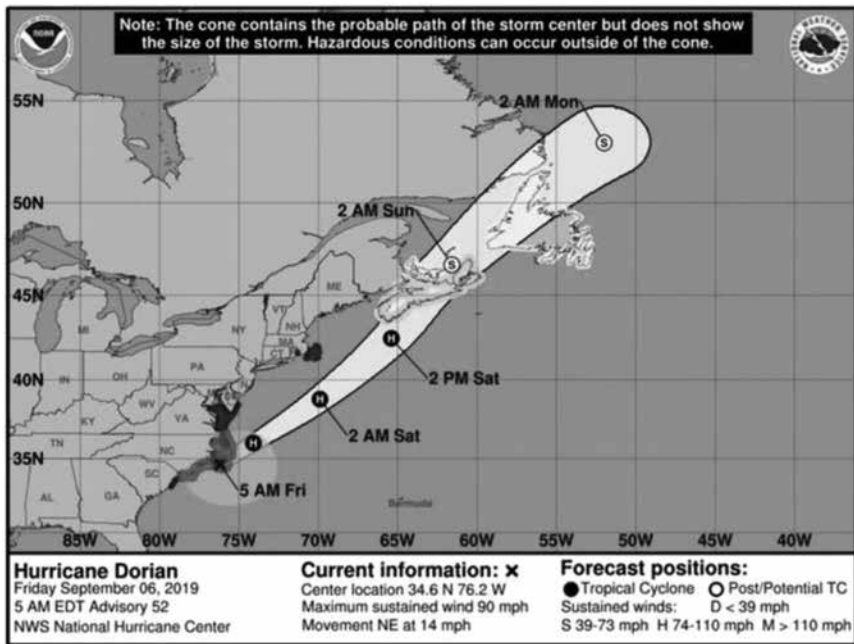 Note: The cone contains the probable path of the storm center but does not show
the size of the storm. Hazardous conditions can occur outside of the cone.
NOAA
55N
2 AM Mon
50N
2 AM Sun
45N
ME
VT
NH
MI
NY
MA
CT
2 PM Sat
40N
IN
OH
PA
WV
VA
KY
2 AM Sat
TN
NC
35N
SC
5 AM Fri
AL
GA
Bermuda
S
S
H
H
H
85W 80W 75W 70W 65W 60W 55W 50W 45W 40W
Hurricane Dorian
Friday September 06, 2019
5 AM EDT Advisory 52
NWS National Hurricane Center
Current information: ×
Center location 34.6 N 76.2 W
Maximum sustained wind 90 mph
Movement NE at 14 mph
Forecast positions:
Tropical Cyclone Post/Potential TC
Sustained winds: D < 39 mph
S 39-73 mph H 74-110 mph M > 110 mph